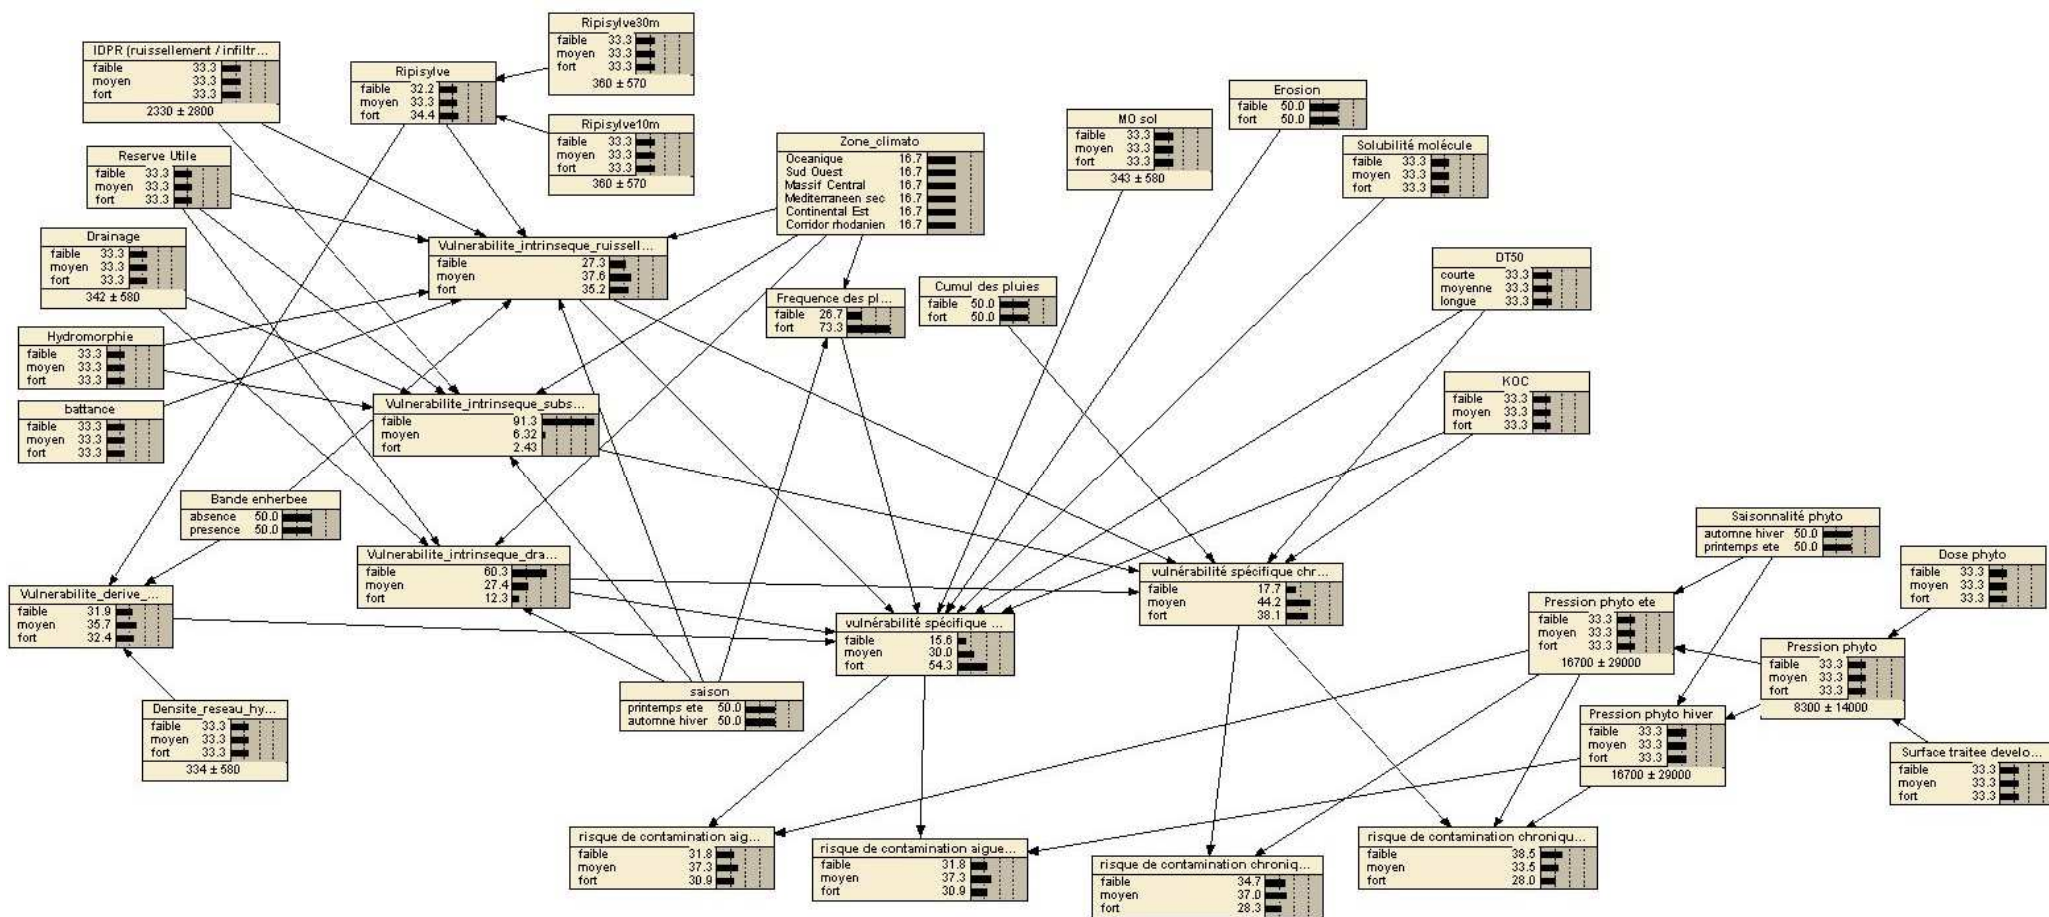 IDPR (ruissellement / infiltr...
faible 33.3
moyen 33.3
fort 33.3
2330 ± 2800
Ripisylve
faible 32.2
moyen 33.3
fort 34.4
Ripisylve30m
faible 33.3
moyen 33.3
fort 33.3
360 ± 570
Ripisylve10m
faible 33.3
moyen 33.3
fort 33.3
360 ± 570
Reserve Utile
faible 33.3
moyen 33.3
fort 33.3
Zone_climato
Oceanique 16.7
Sud Ouest 16.7
Massif Central 16.7
Mediterraneen sec 16.7
Continental Est 16.7
Corridor rhodanien 16.7
MO sol
faible 33.3
moyen 33.3
fort 33.3
343 ± 580
Erosion
faible 50.0
fort 50.0
Solubilité molécule
faible 33.3
moyen 33.3
fort 33.3
Drainage
faible 33.3
moyen 33.3
fort 33.3
342 ± 580
Vulnerabilite_intrinseque_ruissell...
faible 27.3
moyen 37.6
fort 35.2
Frequence des pl...
faible 26.7
fort 73.3
Cumul des pluies
faible 50.0
fort 50.0
DT50
courte 33.3
moyenne 33.3
longue 33.3
Hydromorphie
faible 33.3
moyen 33.3
fort 33.3
battance
faible 33.3
moyen 33.3
fort 33.3
Vulnerabilite_intrinseque_subs...
faible 91.3
moyen 6.32
fort 2.43
KOC
faible 33.3
moyen 33.3
fort 33.3
Bande enherbee
absence 50.0
presence 50.0
Vulnerabilite_intrinseque_dra...
faible 60.3
moyen 27.4
fort 12.3
Vulnerabilite_derive_...
faible 31.9
moyen 35.7
fort 32.4
vulnérabilité spécifique ...
faible 15.6
moyen 30.0
fort 54.3
vulnérabilité spécifique chr...
faible 17.7
moyen 44.2
fort 38.1
Saisonnalité phyto
automne hiver 50.0
printemps ete 50.0
Dose phyto
faible 33.3
moyen 33.3
fort 33.3
Pression phyto ete
faible 33.3
moyen 33.3
fort 33.3
16700 ± 29000
Pression phyto
faible 33.3
moyen 33.3
fort 33.3
8300 ± 14000
saison
printemps ete 50.0
automne hiver 50.0
Densite_reseau_hy...
faible 33.3
moyen 33.3
fort 33.3
334 ± 580
Pression phyto hiver
faible 33.3
moyen 33.3
fort 33.3
16700 ± 29000
Surface traitee develo...
faible 33.3
moyen 33.3
fort 33.3
risque de contamination aig...
faible 31.8
moyen 37.3
fort 30.9
risque de contamination aigue...
faible 31.8
moyen 37.3
fort 30.9
risque de contamination chroniq...
faible 34.7
moyen 37.0
fort 28.3
risque de contamination chroniqu...
faible 38.5
moyen 33.5
fort 28.0